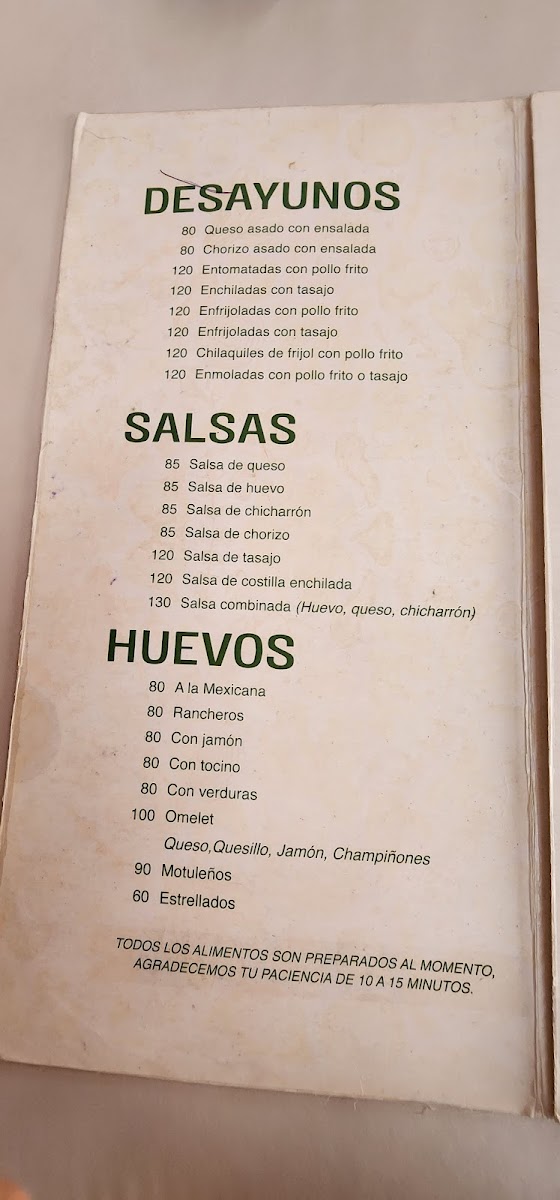 DESAYUNOS
80 Queso asado con ensalada
80 Chorizo asado con ensalada
120 Entomatadas con pollo frito
120 Enchiladas con tasajo
120 Enfrijoladas con pollo frito
120 Enfrijoladas con tasajo
120 Chilaquiles de frijol con pollo frito
120 Enmoladas con pollo frito o tasajo
SALSAS
85 Salsa de queso
85 Salsa de huevo
85 Salsa de chicharrón
85 Salsa de chorizo
120 Salsa de tasajo
120 Salsa de costilla enchilada
130 Salsa combinada (Huevo, queso, chicharrón)
HUEVOS
80 A la Mexicana
80 Rancheros
80 Con jamón
80 Con tocino
80 Con verduras
100 Omelet
Queso,Quesillo, Jamón, Champiñones
90 Motuleños
60 Estrellados
TODOS LOS ALIMENTOS SON PREPARADOS AL MOMENTO,
AGRADECEMOS TU PACIENCIA DE 10 A 15 MINUTOS.